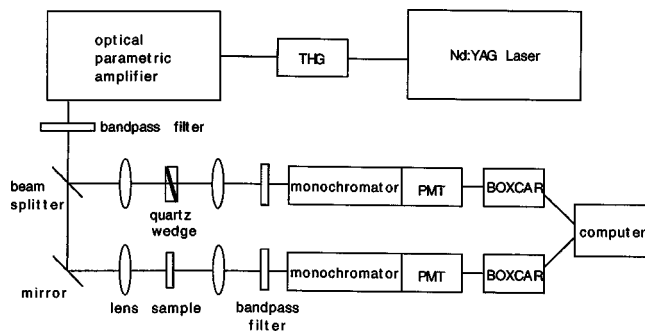 optical
parametric
amplifier
THG
Nd:YAG Laser
bandpass filter
beam
splitter
quartz
wedge
monochromator
PMT
BOXCAR
computer
mirror
lens
sample
bandpass
filter
monochromator
PMT
BOXCAR